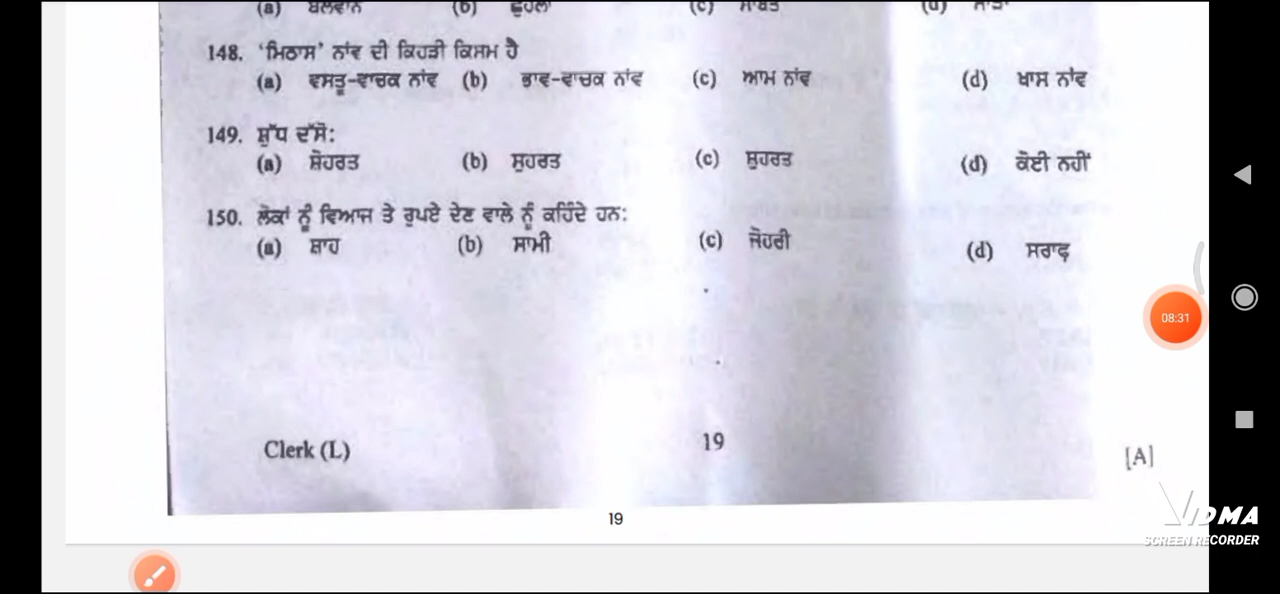 (a) ਬਲਵਾਨ (b) (c) (d)
148. 'ਮਿਠਾਸ' ਨਾਂਵ ਦੀ ਕਿਹੜੀ ਕਿਸਮ ਹੈ
(a) ਵਸਤੂ-ਵਾਚਕ ਨਾਂਵ (b) ਭਾਵ-ਵਾਚਕ ਨਾਂਵ (c) ਆਮ ਨਾਂਵ (d) ਖਾਸ ਨਾਂਵ
149. ਸ਼ੁੱਧ ਦੱਸੋ:
(a) ਸ਼ੋਹਰਤ (b) ਸੁਹਰਤ (c) ਸ਼ੁਹਰਤ (d) ਕੋਈ ਨਹੀਂ
150. ਲੋਕਾਂ ਨੂੰ ਵਿਆਜ ਤੇ ਰੁਪਏ ਦੇਣ ਵਾਲੇ ਨੂੰ ਕਹਿੰਦੇ ਹਨ:
(a) ਸ਼ਾਹ (b) ਸਾਮੀ (c) ਜੋਹਰੀ (d) ਸਰਾਫ਼
08:31
Clerk (L) 19 [A]
19
VIDMA
SCREEN RECORDER